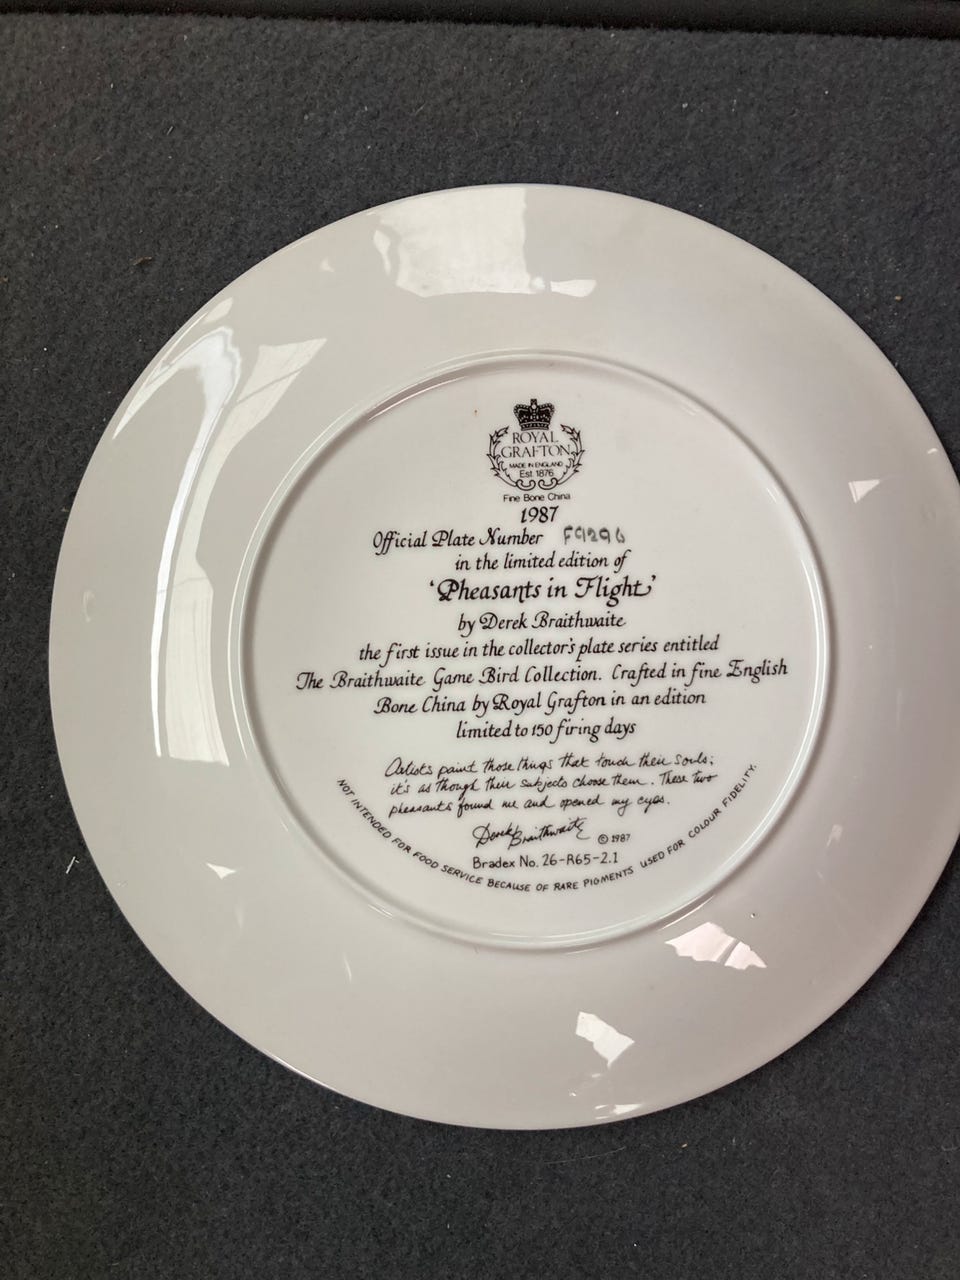 ROYAL
GRAFTON
MADE IN ENGLAND
Est. 1876
Fine Bone China
1987
Official Plate Number F9296
in the limited edition of
'Pheasants in Flight'
by Derek Braithwaite
the first issue in the collector's plate series entitled
The Braithwaite Game Bird Collection. Crafted in fine English
Bone China by Royal Grafton in an edition
limited to 150 firing days
Artists paint those things that touch their souls;
it's as though their subjects choose them. These two
pheasants found me and opened my eyes.
Derek Braithwaite © 1987
Bradex No. 26-R65-2.1
NOT INTENDED FOR FOOD SERVICE BECAUSE OF RARE PIGMENTS USED FOR COLOUR FIDELITY.